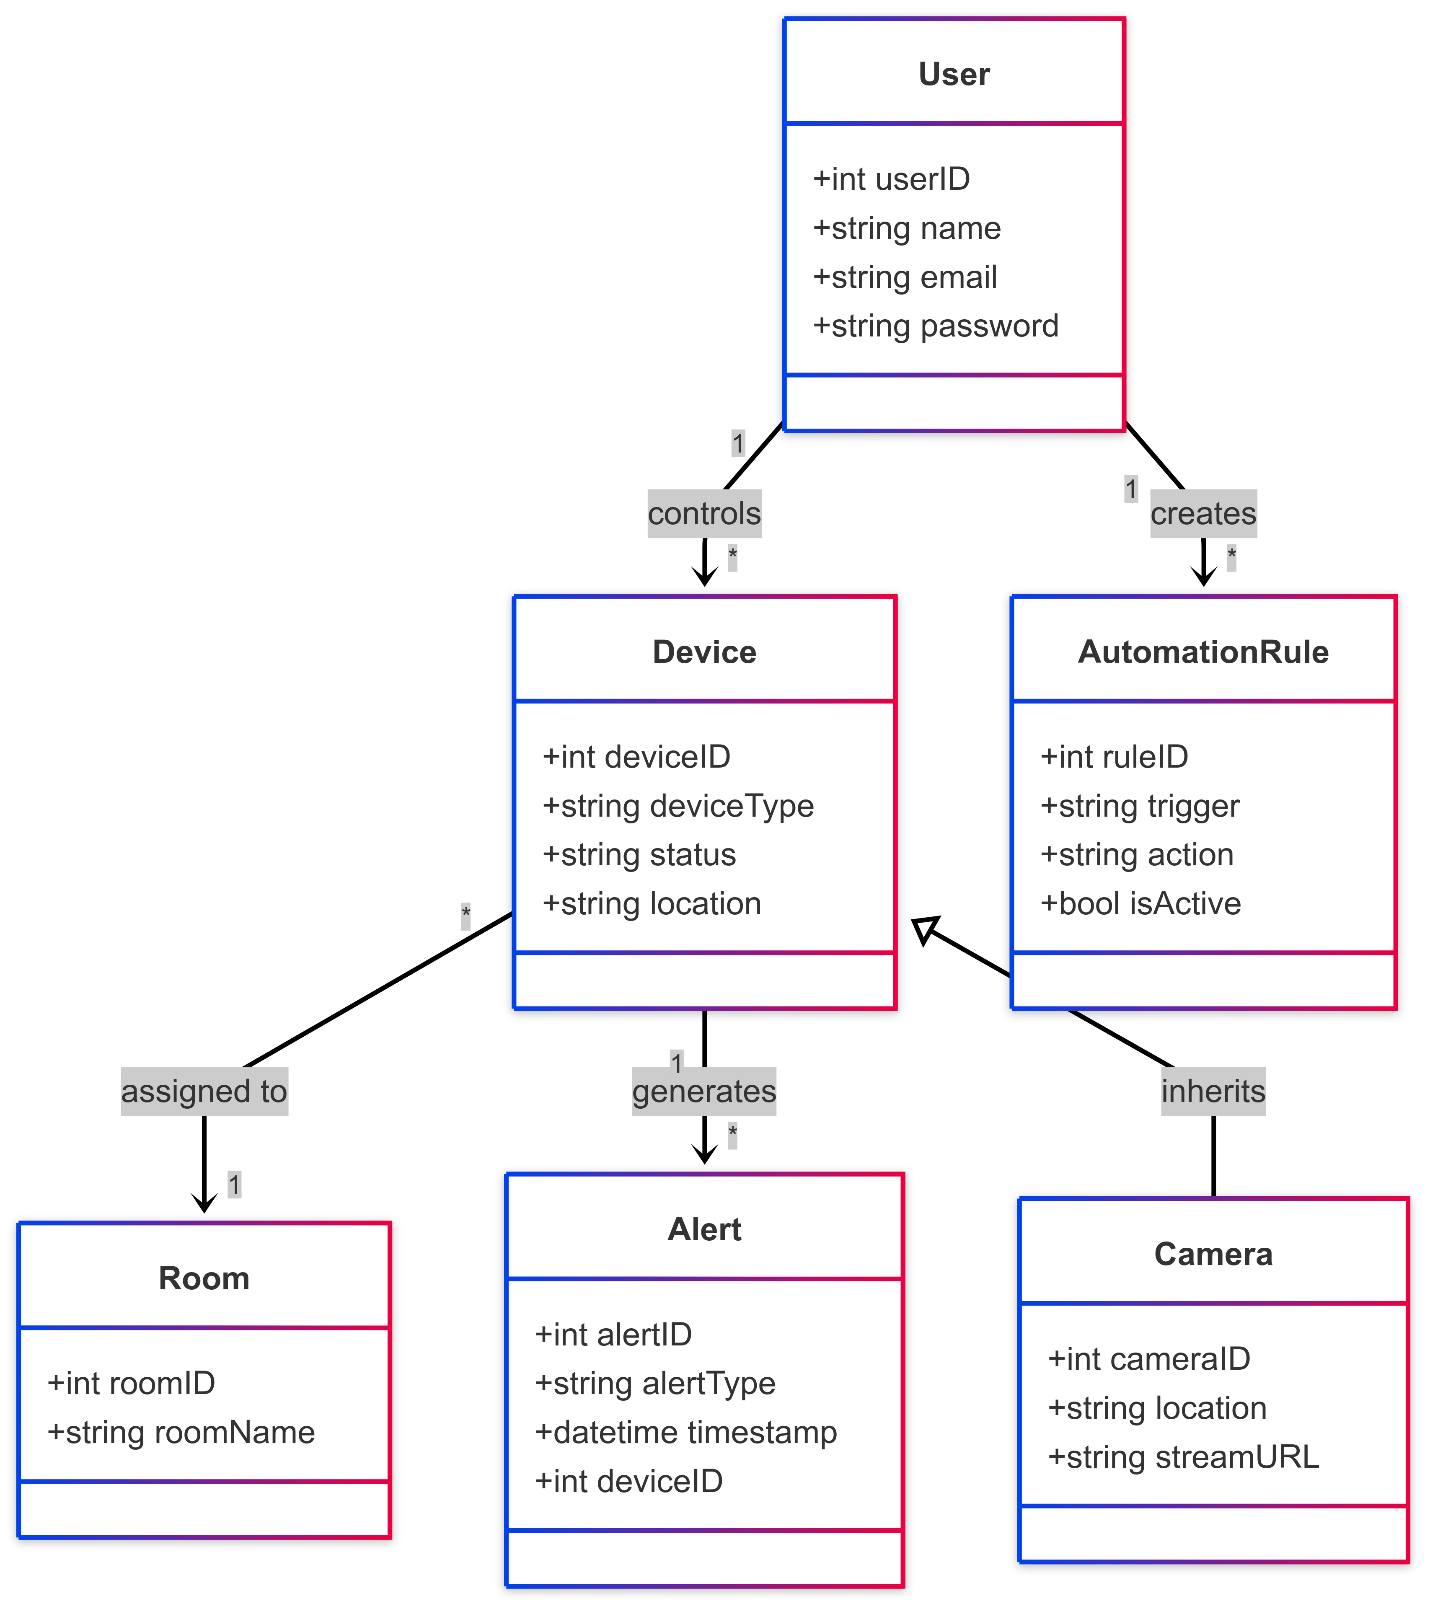 User
+int userID
+string name
+string email
+string password
1
controls
*
1
creates
*
Device
+int deviceID
+string deviceType
+string status
+string location
AutomationRule
+int ruleID
+string trigger
+string action
+bool isActive
*
assigned to
1
1
generates
*
inherits
Room
+int roomID
+string roomName
Alert
+int alertID
+string alertType
+datetime timestamp
+int deviceID
Camera
+int cameraID
+string location
+string streamURL